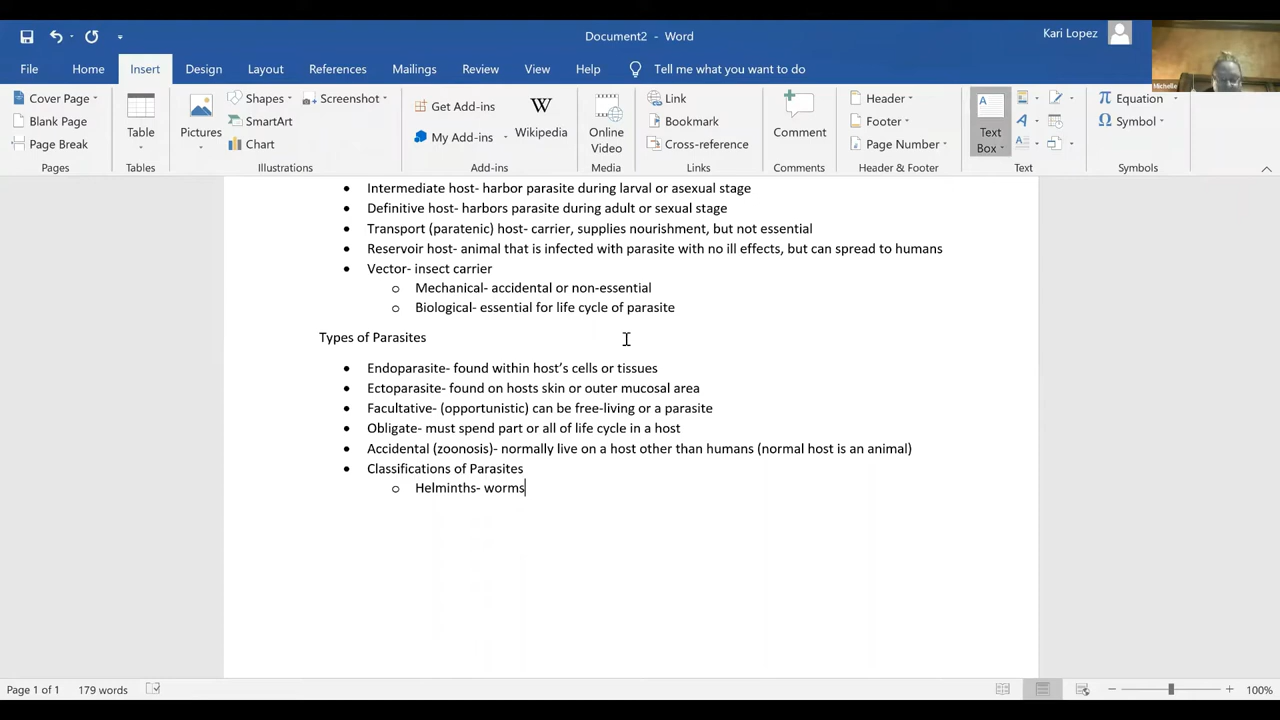 Document2 - Word
Kari Lopez
Michelle
File Home Insert Design Layout References Mailings Review View Help Tell me what you want to do
Cover Page
Blank Page
Page Break
Pages
Table
Tables
Pictures
Shapes
SmartArt
Chart
Screenshot
Illustrations
Get Add-ins
My Add-ins
Wikipedia
Add-ins
Online
Video
Media
Link
Bookmark
Cross-reference
Links
Comment
Comments
Header
Footer
Page Number
Header & Footer
Text
Box
Text
Equation
Symbol
Symbols
• Intermediate host- harbor parasite during larval or asexual stage
• Definitive host- harbors parasite during adult or sexual stage
• Transport (paratenic) host- carrier, supplies nourishment, but not essential
• Reservoir host- animal that is infected with parasite with no ill effects, but can spread to humans
• Vector- insect carrier
o Mechanical- accidental or non-essential
o Biological- essential for life cycle of parasite
Types of Parasites
• Endoparasite- found within host’s cells or tissues
• Ectoparasite- found on hosts skin or outer mucosal area
• Facultative- (opportunistic) can be free-living or a parasite
• Obligate- must spend part or all of life cycle in a host
• Accidental (zoonosis)- normally live on a host other than humans (normal host is an animal)
• Classifications of Parasites
o Helminths- worms
Page 1 of 1 179 words
100%